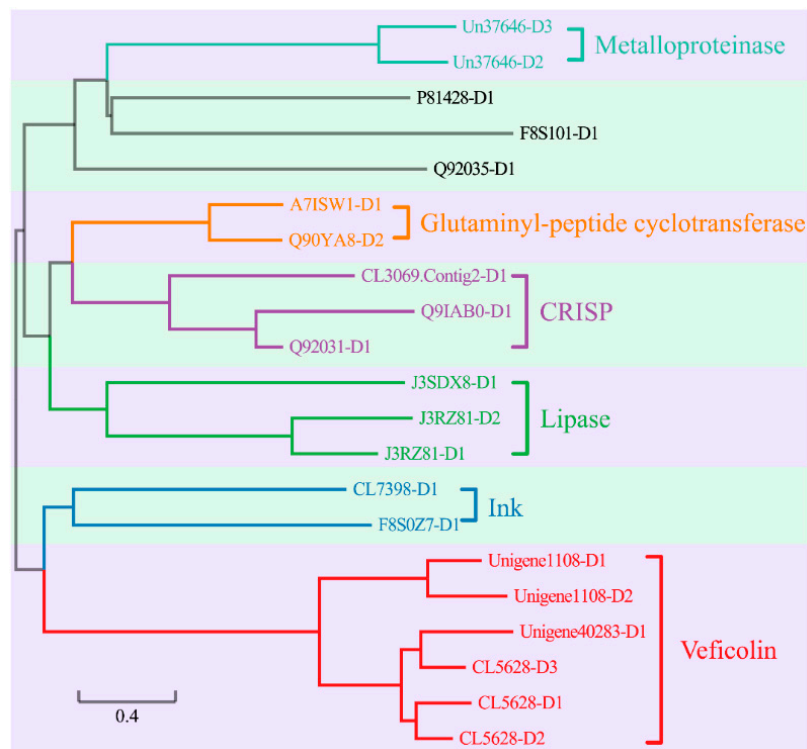 Un37646-D3
Metalloproteinase
Un37646-D2
P81428-D1
F8S101-D1
Q92035-D1
A7ISW1-D1
Glutaminyl-peptide cyclotransferase
Q90YA8-D2
CL3069.Contig2-D1
Q9IAB0-D1
CRISP
Q92031-D1
J3SDX8-D1
J3RZ81-D2
Lipase
J3RZ81-D1
CL7398-D1
Ink
F8S0Z7-D1
Unigene1108-D1
Unigene1108-D2
Unigene40283-D1
Veficolin
CL5628-D3
CL5628-D1
0.4
CL5628-D2